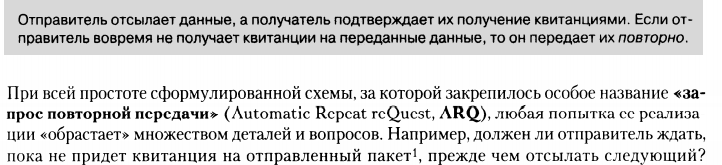 Отправитель отсылает данные, а получатель подтверждает их получение квитанциями. Если от-
правитель вовремя не получает квитанции на переданные данные, то он передает их повторно.
При всей простоте сформулированной схемы, за которой закрепилось особое название «за-
прос повторной передачи» (Automatic Repeat reQuest, ARQ), любая попытка ее реализа
ции «обрастает» множеством деталей и вопросов. Например, должен ли отправитель ждать,
пока не придет квитанция на отправленный пакет¹, прежде чем отсылать следующий?